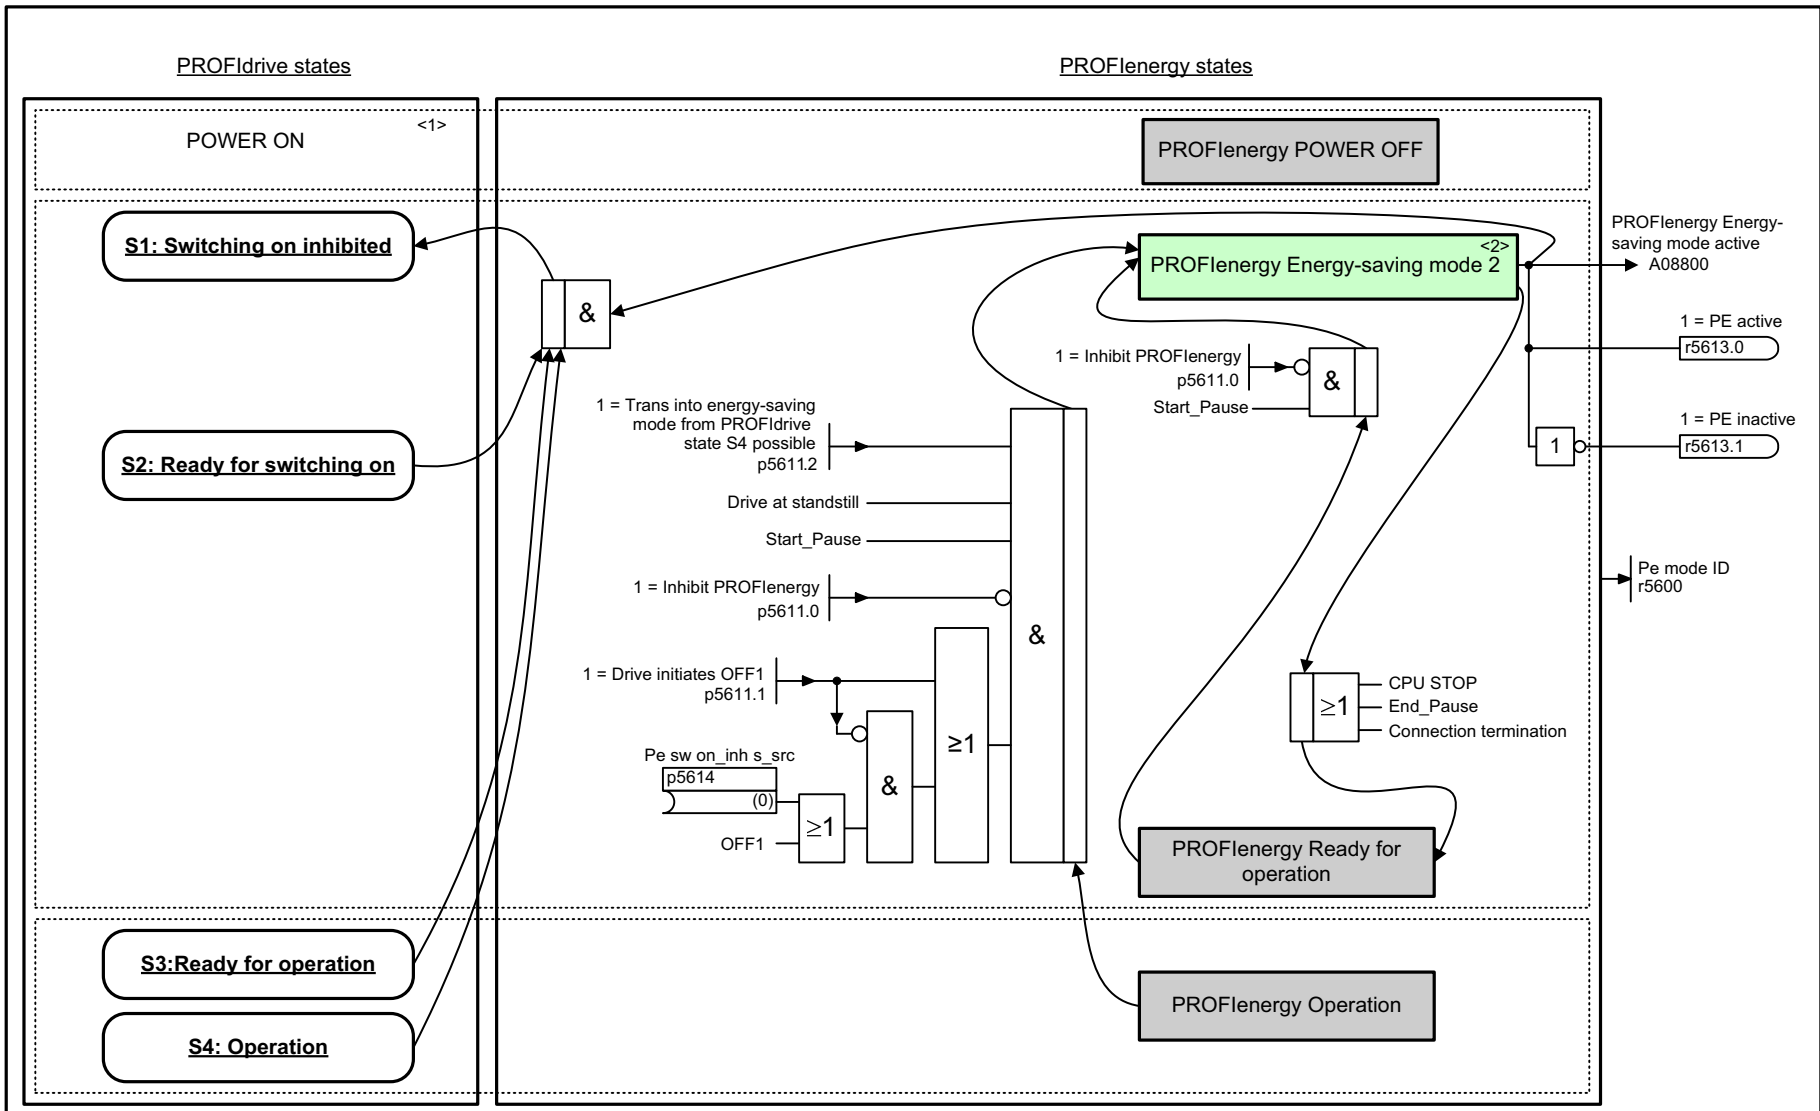 PROFIdrive states
PROFIenergy states
POWER ON
<1>
PROFIenergy POWER OFF
S1: Switching on inhibited
&
<2>
PROFIenergy Energy-saving mode 2
PROFIenergy Energy-
saving mode active
A08800
1 = PE active
r5613.0
1 = Inhibit PROFIenergy
p5611.0
Start_Pause
&
1 = Trans into energy-saving
mode from PROFIdrive
state S4 possible
p5611.2
1 = PE inactive
r5613.1
1
S2: Ready for switching on
Drive at standstill
Start_Pause
1 = Inhibit PROFIenergy
p5611.0
&
Pe mode ID
r5600
1 = Drive initiates OFF1
p5611.1
CPU STOP
End_Pause
Connection termination
≥1
Pe sw on_inh s_src
p5614
(0)
OFF1
≥1
&
≥1
PROFIenergy Ready for
operation
S3:Ready for operation
PROFIenergy Operation
S4: Operation